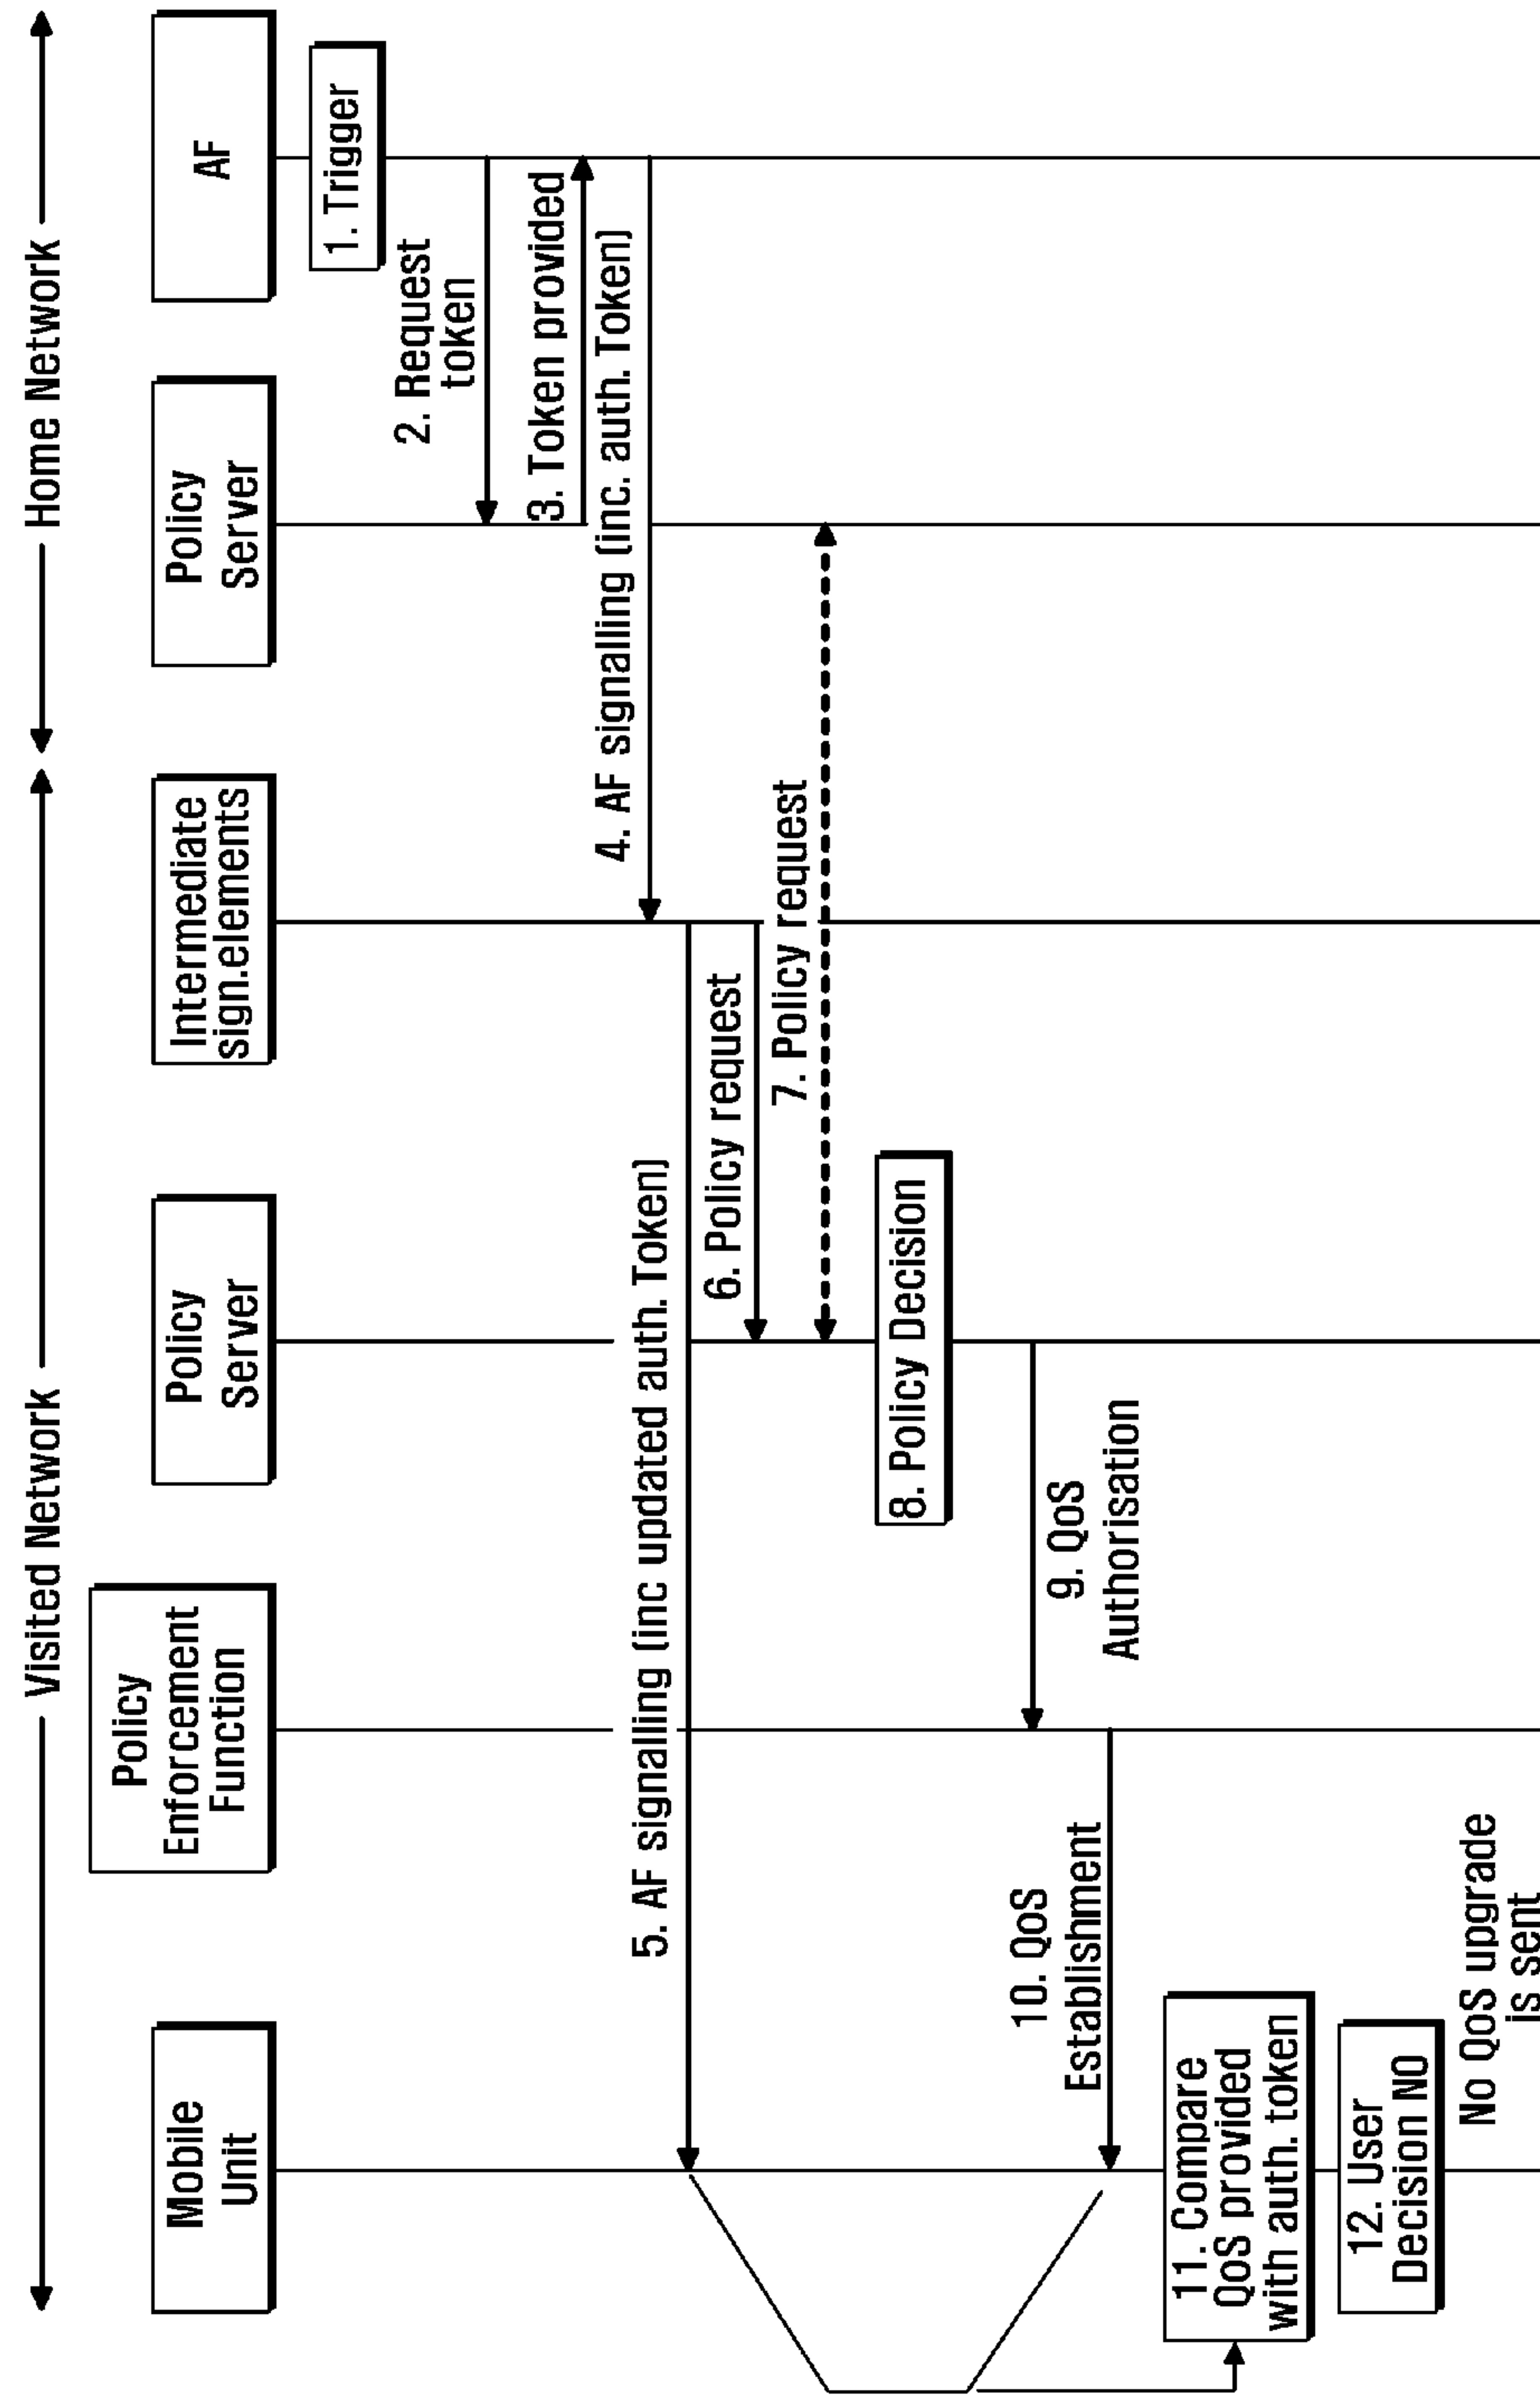 Visited Network
Home Network
Mobile
Unit
Policy
Enforcement
Function
Policy
Server
Intermediate
sign.elements
Policy
Server
AF
1. Trigger
2. Request
token
3. Token provided
4. AF signalling (inc. auth. Token)
5. AF signalling (inc updated auth. Token)
6. Policy request
7. Policy request
8. Policy Decision
9. QoS
Authorisation
10. QoS
Establishment
11. Compare
QoS provided
with auth. token
12. User
Decision NO
No QoS upgrade
is sent